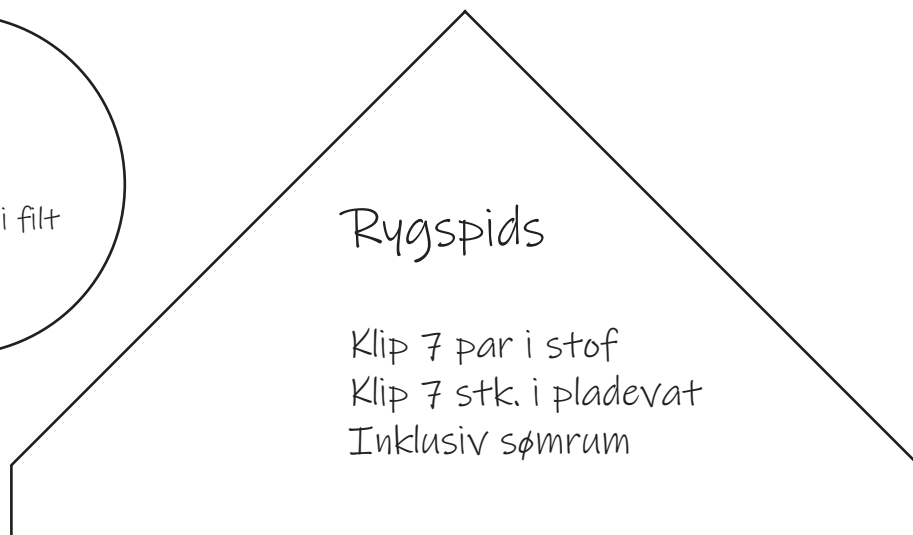 i filt
Rygspids
Klip 7 par i stof
Klip 7 stk. i pladevat
Inklusiv sømrum